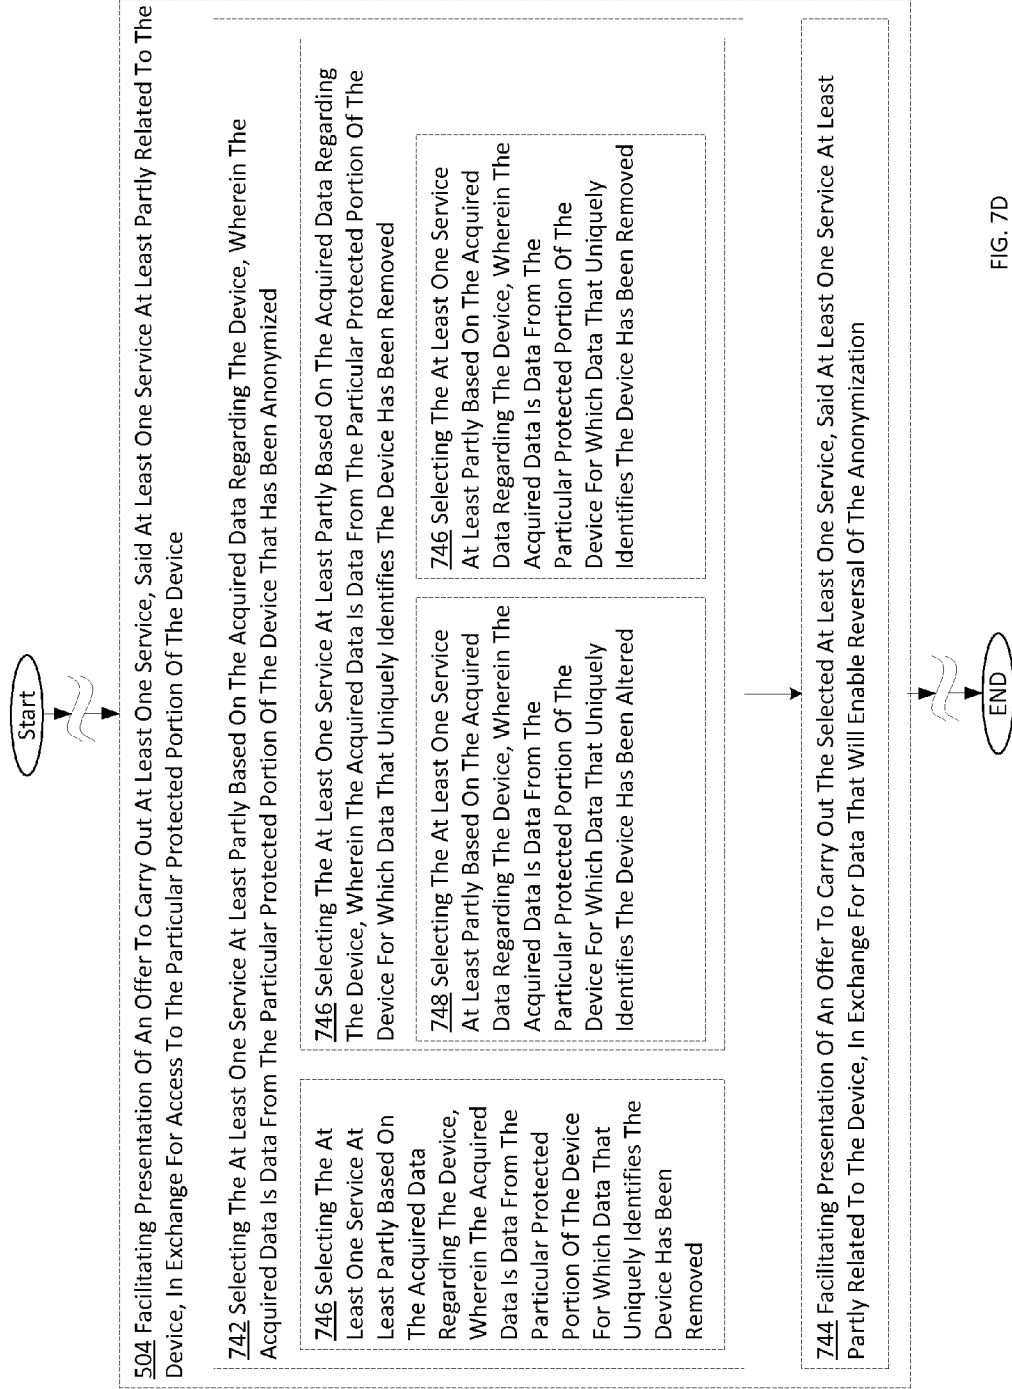 Start
504 Facilitating Presentation Of An Offer To Carry Out At Least One Service, Said At Least One Service At Least Partly Related To The
Device, In Exchange For Access To The Particular Protected Portion Of The Device
742 Selecting The At Least One Service At Least Partly Based On The Acquired Data Regarding The Device, Wherein The
Acquired Data Is Data From The Particular Protected Portion Of The Device That Has Been Anonymized
746 Selecting The At
Least One Service At
Least Partly Based On
The Acquired Data
Regarding The Device,
Wherein The Acquired
Data Is Data From The
Particular Protected
Portion Of The Device
For Which Data That
Uniquely Identifies The
Device Has Been
Removed
746 Selecting The At Least One Service At Least Partly Based On The Acquired Data Regarding
The Device, Wherein The Acquired Data Is Data From The Particular Protected Portion Of The
Device For Which Data That Uniquely Identifies The Device Has Been Removed
748 Selecting The At Least One Service
At Least Partly Based On The Acquired
Data Regarding The Device, Wherein The
Acquired Data Is Data From The
Particular Protected Portion Of The
Device For Which Data That Uniquely
Identifies The Device Has Been Altered
746 Selecting The At Least One Service
At Least Partly Based On The Acquired
Data Regarding The Device, Wherein The
Acquired Data Is Data From The
Particular Protected Portion Of The
Device For Which Data That Uniquely
Identifies The Device Has Been Removed
744 Facilitating Presentation Of An Offer To Carry Out The Selected At Least One Service, Said At Least One Service At Least
Partly Related To The Device, In Exchange For Data That Will Enable Reversal Of The Anonymization
END
FIG. 7D